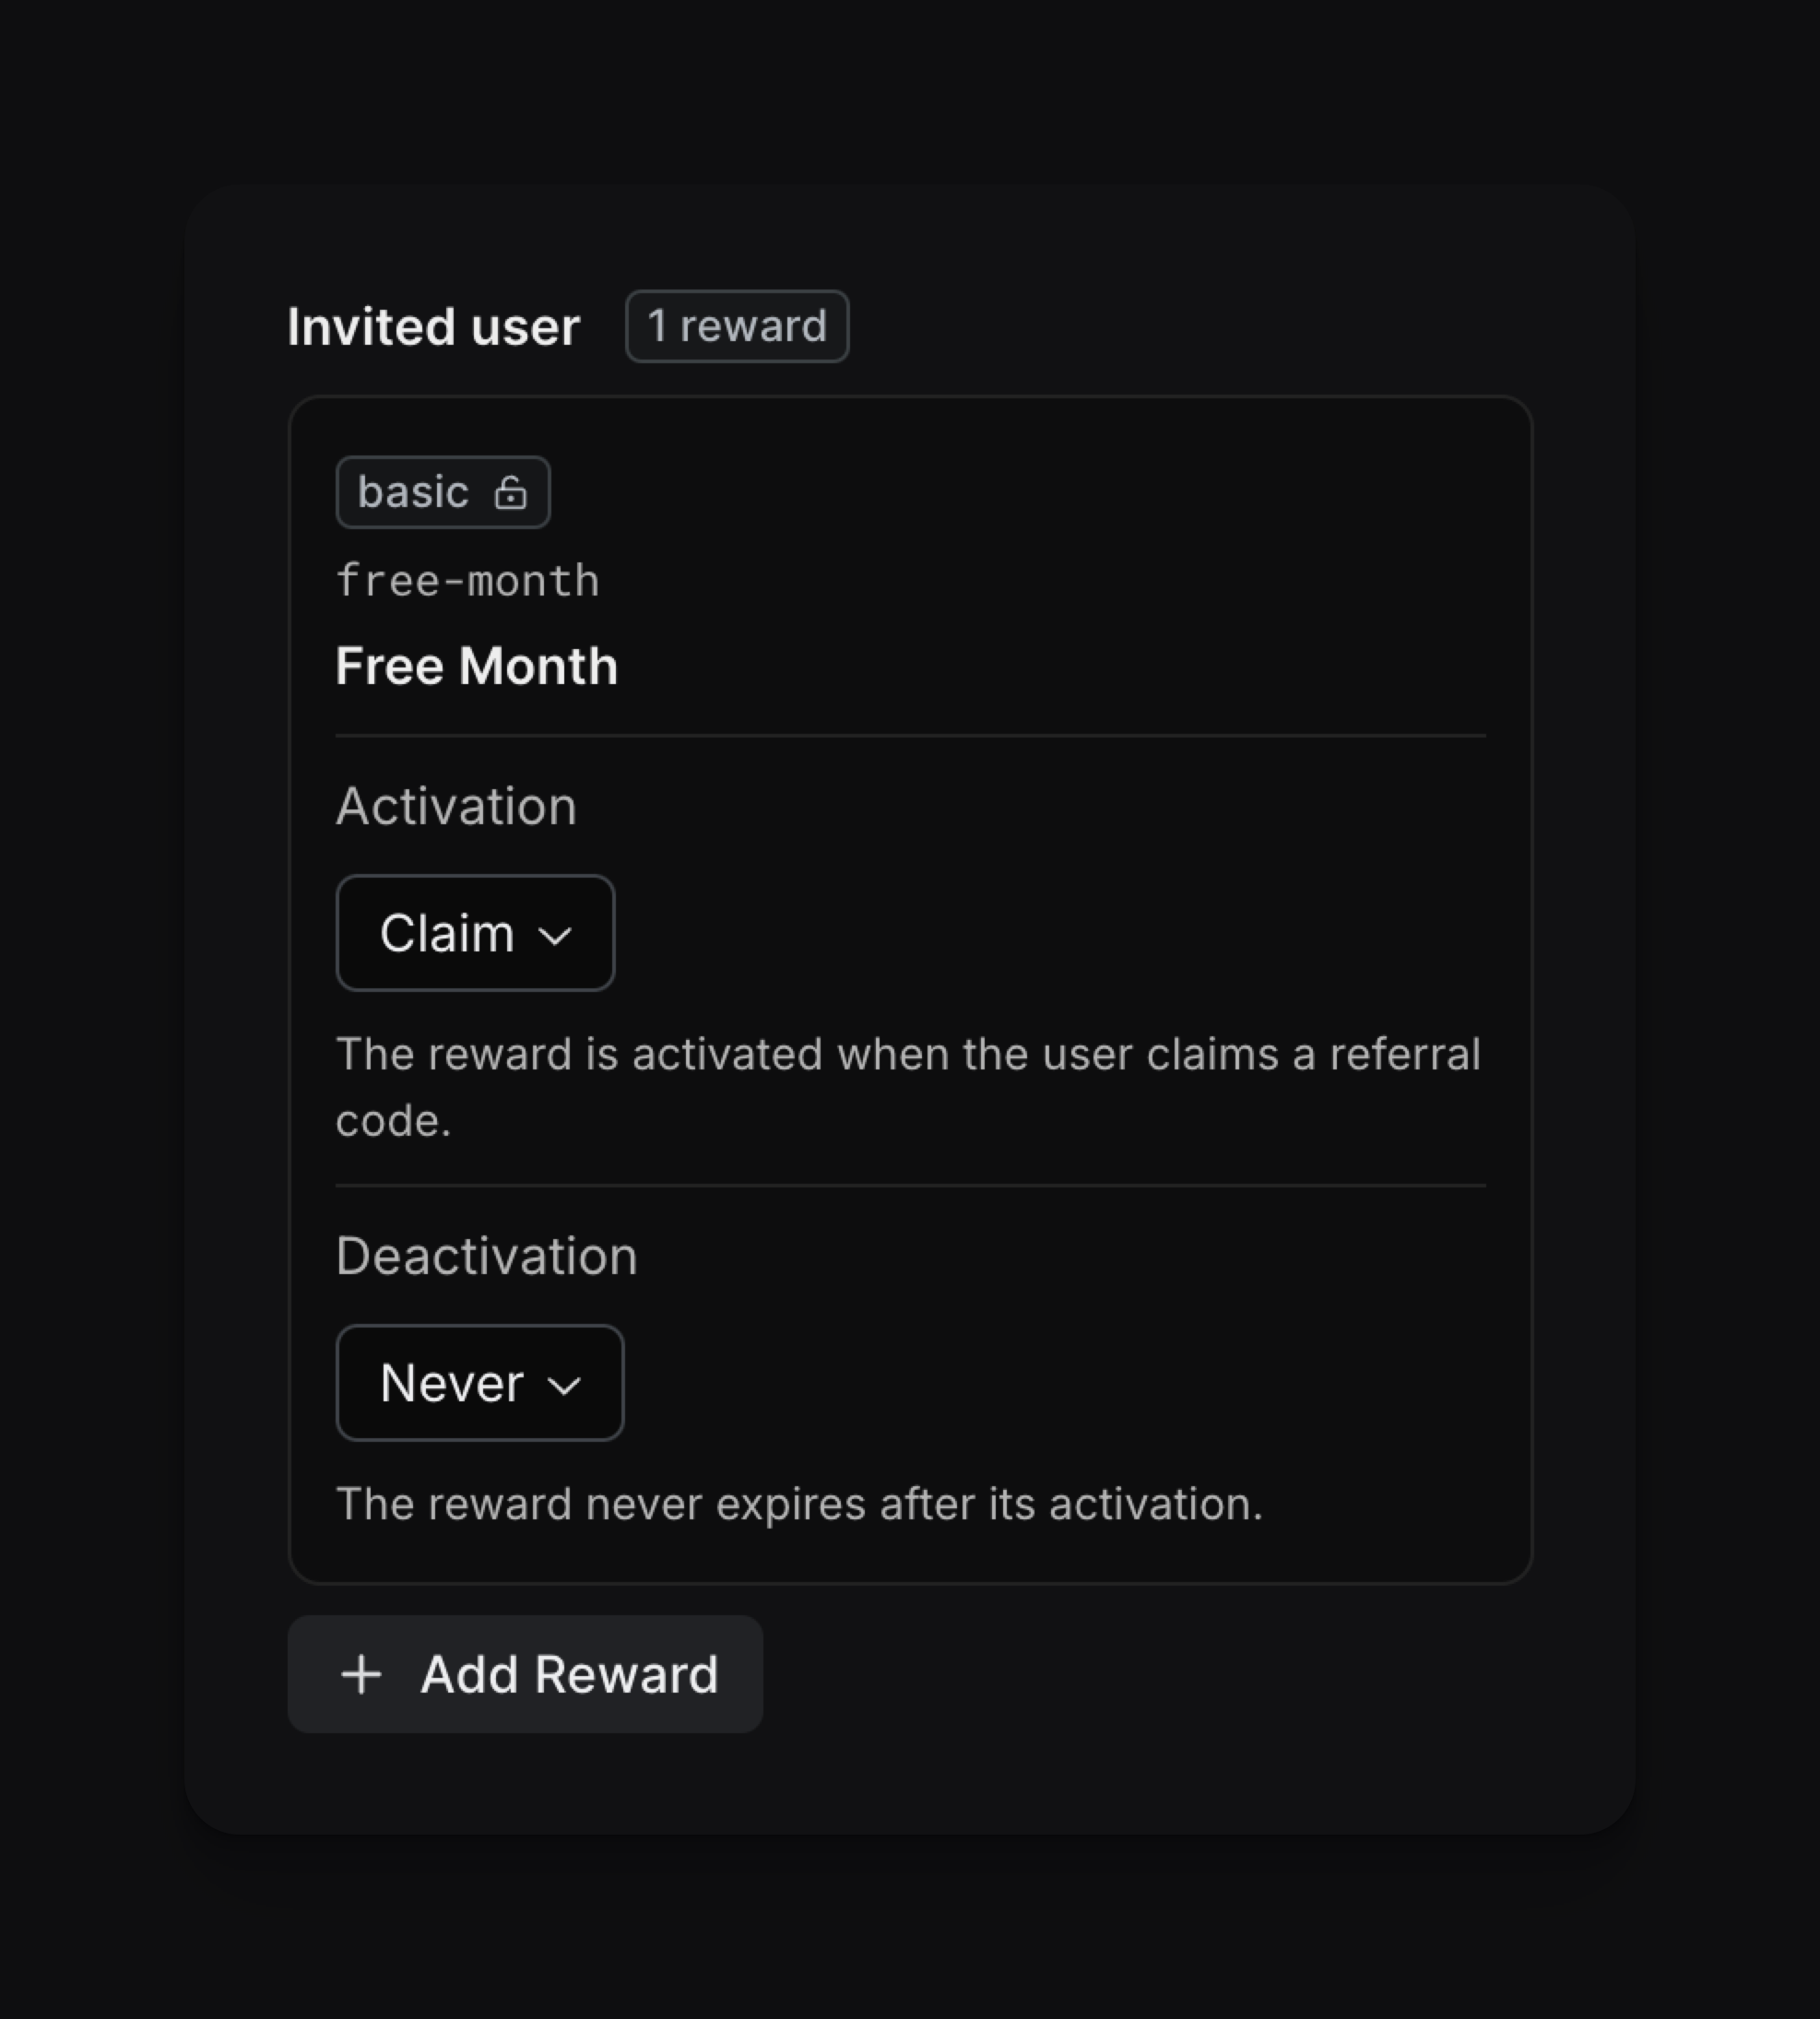 Invited user
1 reward
basic
free-month
Free Month
Activation
Claim
The reward is activated when the user claims a referral
code.
Deactivation
Never
The reward never expires after its activation.
+ Add Reward